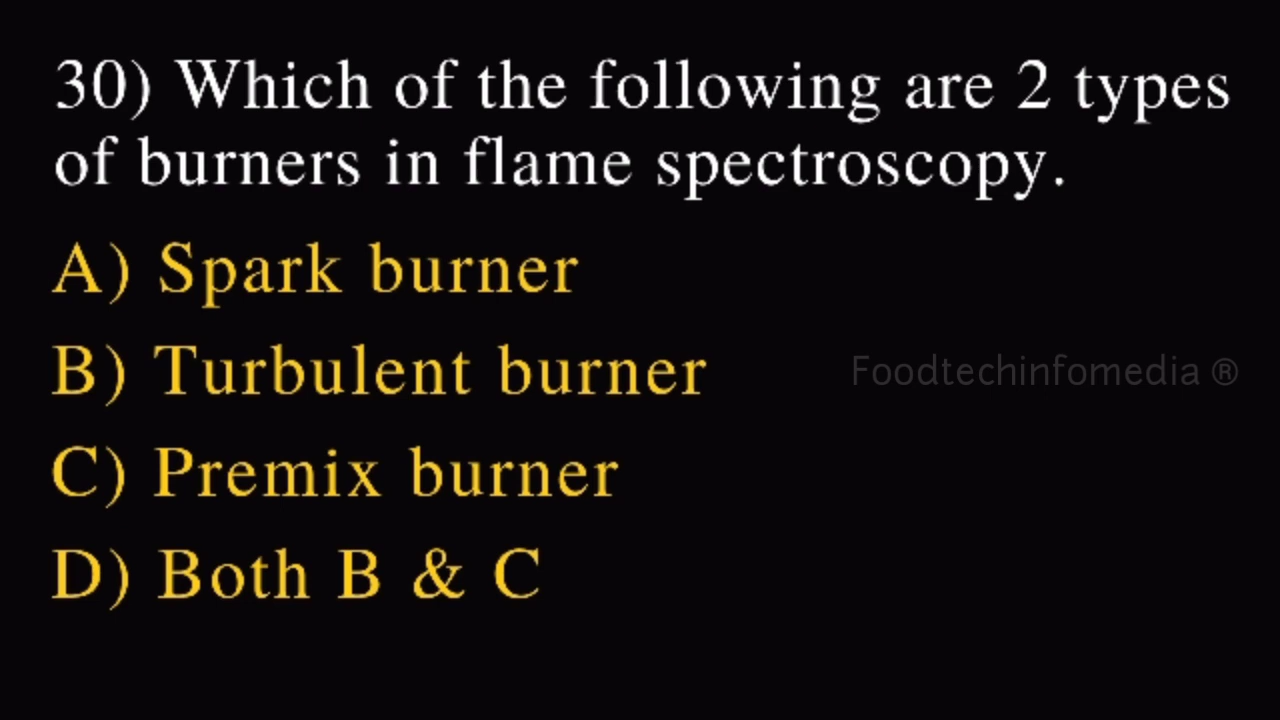 30) Which of the following are 2 types
of burners in flame spectroscopy.
A) Spark burner
B) Turburlent burner
Foodtechinfomedia ®
C) Premix burner
D) Both B & C